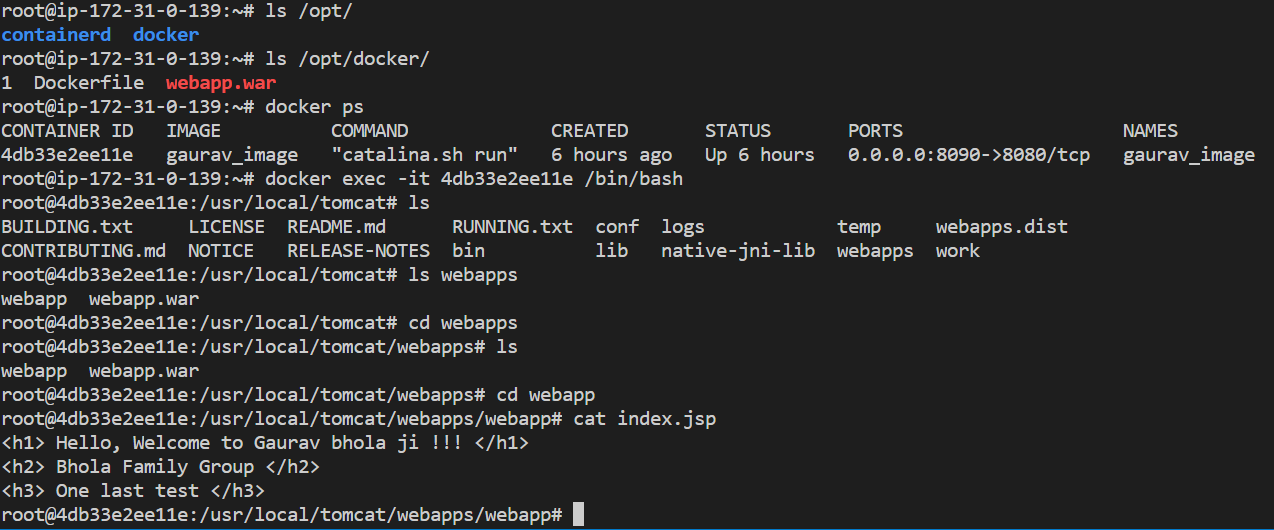 root@ip-172-31-0-139:~# ls /opt/
containerd  docker
root@ip-172-31-0-139:~# ls /opt/docker/
1  Dockerfile  webapp.war
root@ip-172-31-0-139:~# docker ps
CONTAINER ID   IMAGE          COMMAND             CREATED       STATUS       PORTS                    NAMES
4db33e2ee11e   gaurav_image   "catalina.sh run"   6 hours ago   Up 6 hours   0.0.0.0:8090->8080/tcp   gaurav_image
root@ip-172-31-0-139:~# docker exec -it 4db33e2ee11e /bin/bash
root@4db33e2ee11e:/usr/local/tomcat# ls
BUILDING.txt     LICENSE  README.md      RUNNING.txt  conf  logs            temp     webapps.dist
CONTRIBUTING.md  NOTICE   RELEASE-NOTES  bin          lib   native-jni-lib  webapps  work
root@4db33e2ee11e:/usr/local/tomcat# ls webapps
webapp  webapp.war
root@4db33e2ee11e:/usr/local/tomcat# cd webapps
root@4db33e2ee11e:/usr/local/tomcat/webapps# ls
webapp  webapp.war
root@4db33e2ee11e:/usr/local/tomcat/webapps# cd webapp
root@4db33e2ee11e:/usr/local/tomcat/webapps/webapp# cat index.jsp
<h1> Hello, Welcome to Gaurav bhola ji !!! </h1>
<h2> Bhola Family Group </h2>
<h3> One last test </h3>
root@4db33e2ee11e:/usr/local/tomcat/webapps/webapp#